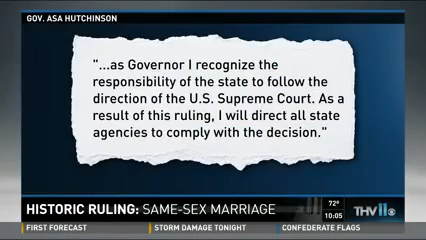 GOV. ASA HUTCHINSON
"...as Governor I recognize the
responsibility of the state to follow the
direction of the U.S. Supreme Court. As a
result of this ruling, I will direct all state
agencies to comply with the decision."
HISTORIC RULING: SAME-SEX MARRIAGE
72°
10:05
THV11
FIRST FORECAST
STORM DAMAGE TONIGHT
CONFEDERATE FLAGS